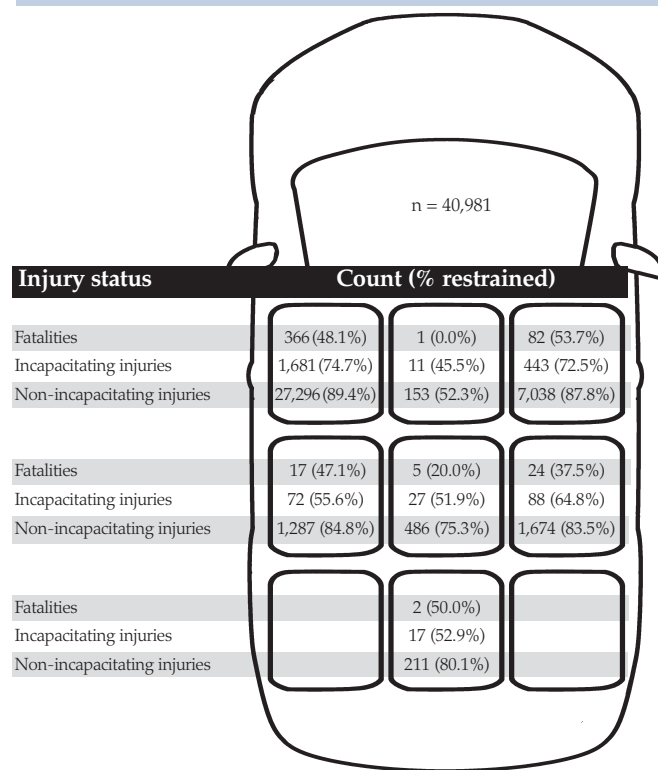 n = 40,981
Injury status Count (% restrained)
Fatalities 366 (48.1%) 1 (0.0%) 82 (53.7%)
Incapacitating injuries 1,681 (74.7%) 11 (45.5%) 443 (72.5%)
Non-incapacitating injuries 27,296 (89.4%) 153 (52.3%) 7,038 (87.8%)
Fatalities 17 (47.1%) 5 (20.0%) 24 (37.5%)
Incapacitating injuries 72 (55.6%) 27 (51.9%) 88 (64.8%)
Non-incapacitating injuries 1,287 (84.8%) 486 (75.3%) 1,674 (83.5%)
Fatalities 2 (50.0%)
Incapacitating injuries 17 (52.9%)
Non-incapacitating injuries 211 (80.1%)